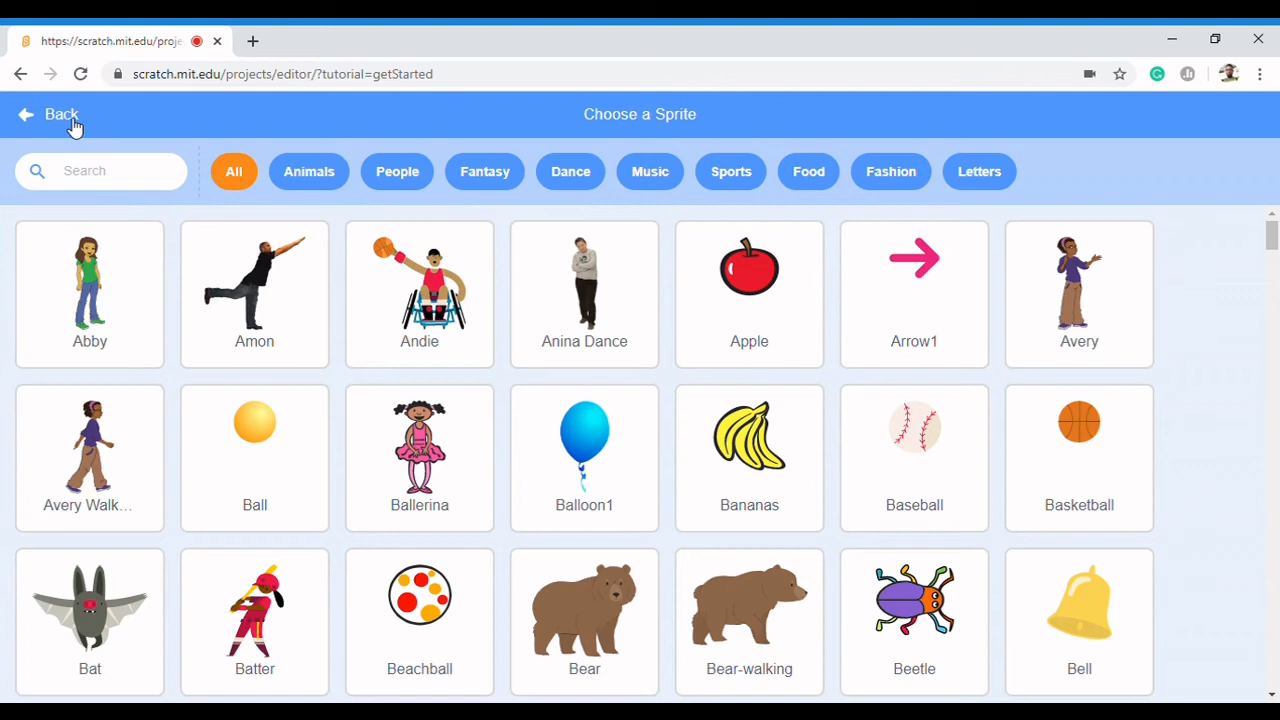 https://scratch.mit.edu/proje
scratch.mit.edu/projects/editor/?tutorial=getStarted
Back
Choose a Sprite
Search
All
Animals
People
Fantasy
Dance
Music
Sports
Food
Fashion
Letters
Abby
Amon
Andie
Anina Dance
Apple
Arrow1
Avery
Avery Walk...
Ball
Ballerina
Balloon1
Bananas
Baseball
Basketball
Bat
Batter
Beachball
Bear
Bear-walking
Beetle
Bell